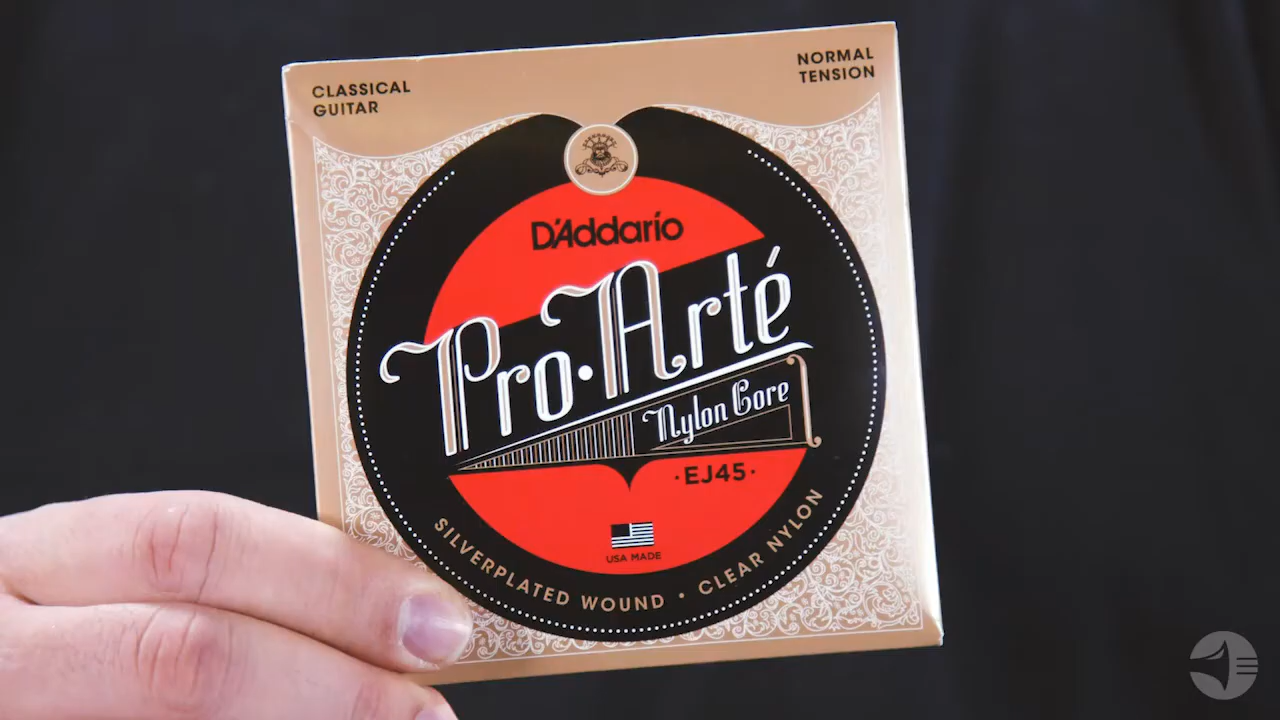 CLASSICAL
GUITAR
NORMAL
TENSION
D'Addario
Pro·Arté
Nylon Core
·EJ45·
USA MADE
SILVERPLATED WOUND • CLEAR NYLON